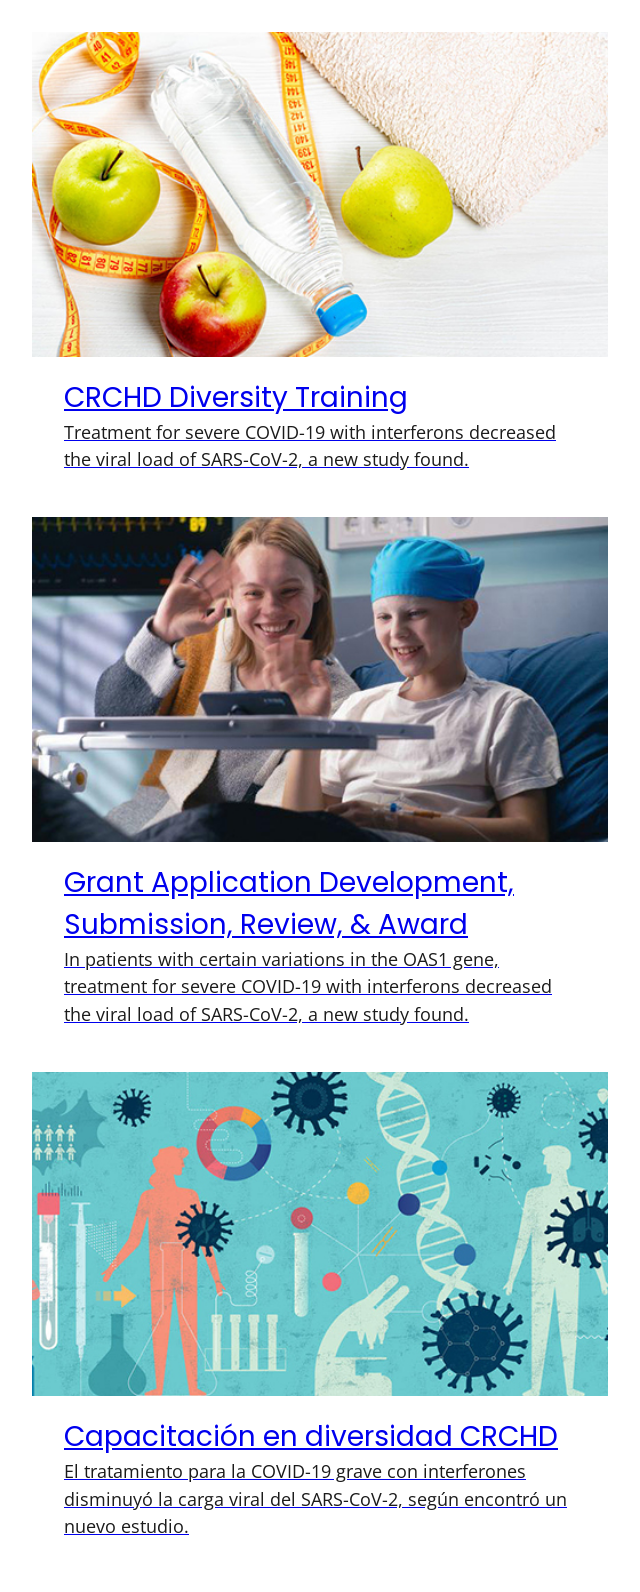 CRCHD Diversity Training
Treatment for severe COVID-19 with interferons decreased
the viral load of SARS-CoV-2, a new study found.
89
Grant Application Development,
Submission, Review, & Award
In patients with certain variations in the OAS1 gene,
treatment for severe COVID-19 with interferons decreased
the viral load of SARS-CoV-2, a new study found.
Capacitación en diversidad CRCHD
El tratamiento para la COVID-19 grave con interferones
disminuyó la carga viral del SARS-CoV-2, según encontró un
nuevo estudio.